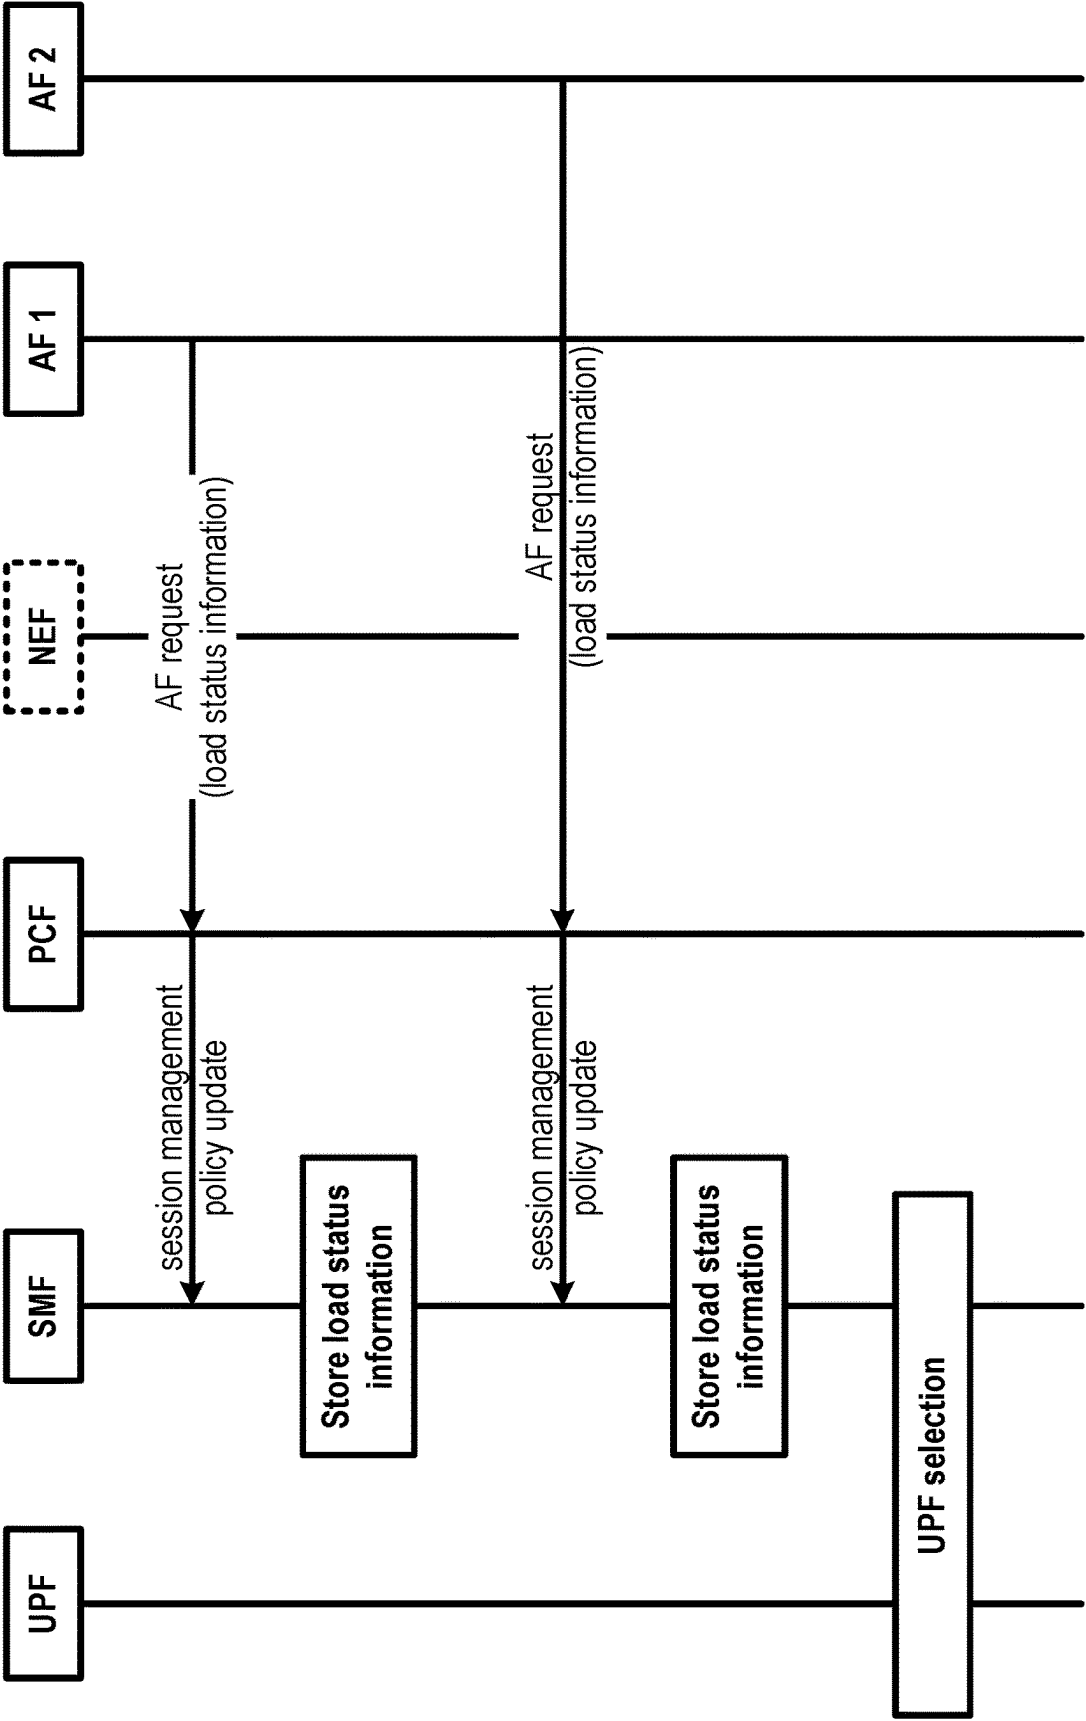 UPF
SMF
PCF
NEF
AF 1
AF 2
AF request
(load status information)
session management
policy update
Store load status
information
AF request
(load status information)
session management
policy update
Store load status
information
UPF selection